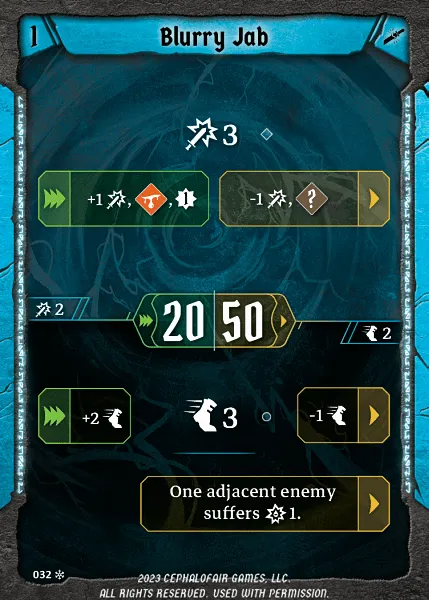 1
Blurry Jab
3
+1 , , 1
-1 , ?
2
20 50
2
+2
3
-1
One adjacent enemy
suffers 1.
032
2023 CEPHALOFAIR GAMES, LLC.
ALL RIGHTS RESERVED. USED WITH PERMISSION.